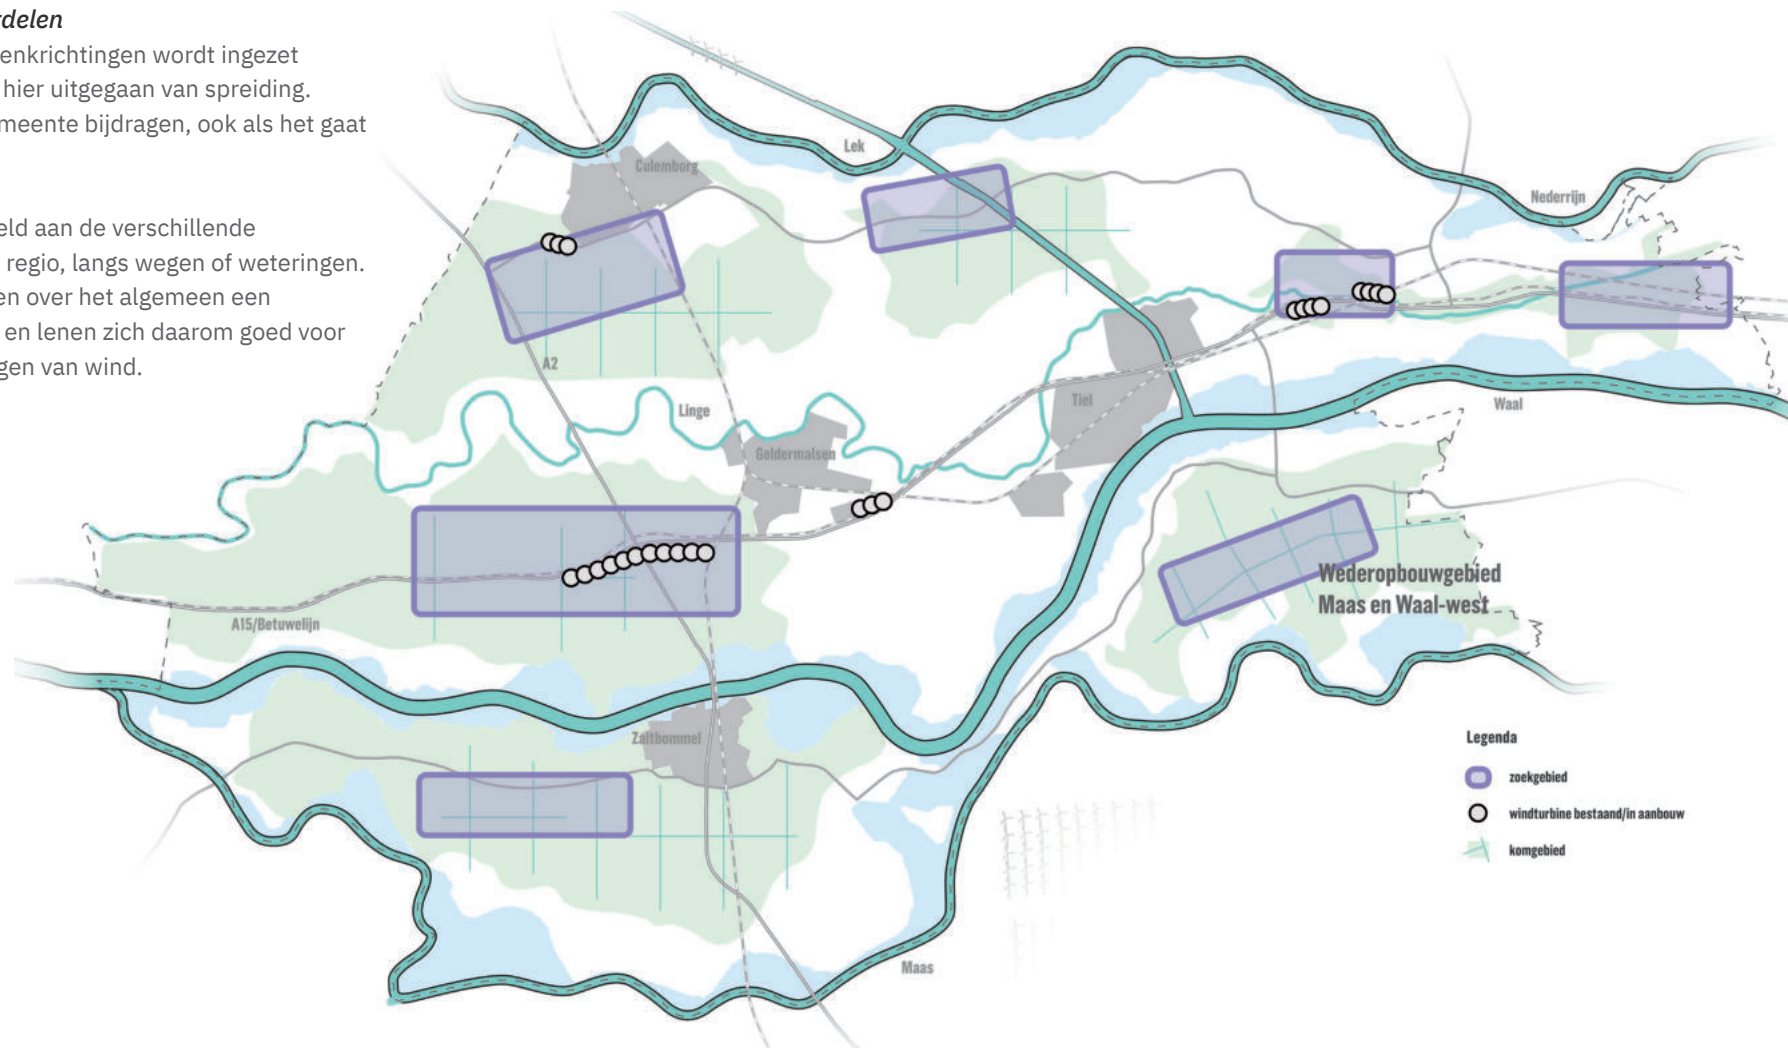 rdelen
enkrichtingen wordt ingezet
hier uitgegaan van spreiding.
meente bijdragen, ook als het gaat
eld aan de verschillende
regio, langs wegen of weteringen.
en over het algemeen een
en lenen zich daarom goed voor
gen van wind.
Culemborg
Lek
Nederrijn
A2
Linge
Tiel
Waal
Geldermalsen
Wederopbouwgebied
Maas en Waal-west
A15/Betuwelijn
Zaltbommel
Maas
Legenda
zoekgebied
windturbine bestaand/in aanbouw
komgebied